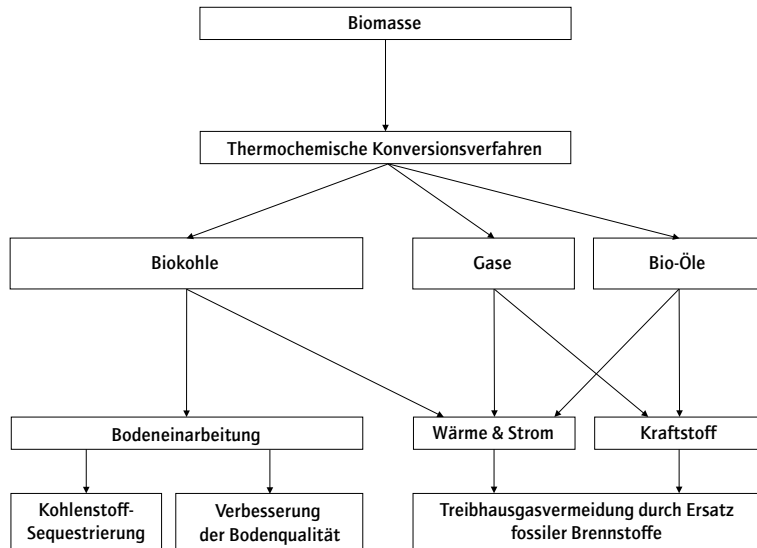 Biomasse
Thermochemische Konversionsverfahren
Biokohle
Gase
Bio-Öle
Bodeneinarbeitung
Wärme & Strom
Kraftstoff
Kohlenstoff-
Sequestrierung
Verbesserung
der Bodenqualität
Treibhausgasvermeidung durch Ersatz
fossiler Brennstoffe